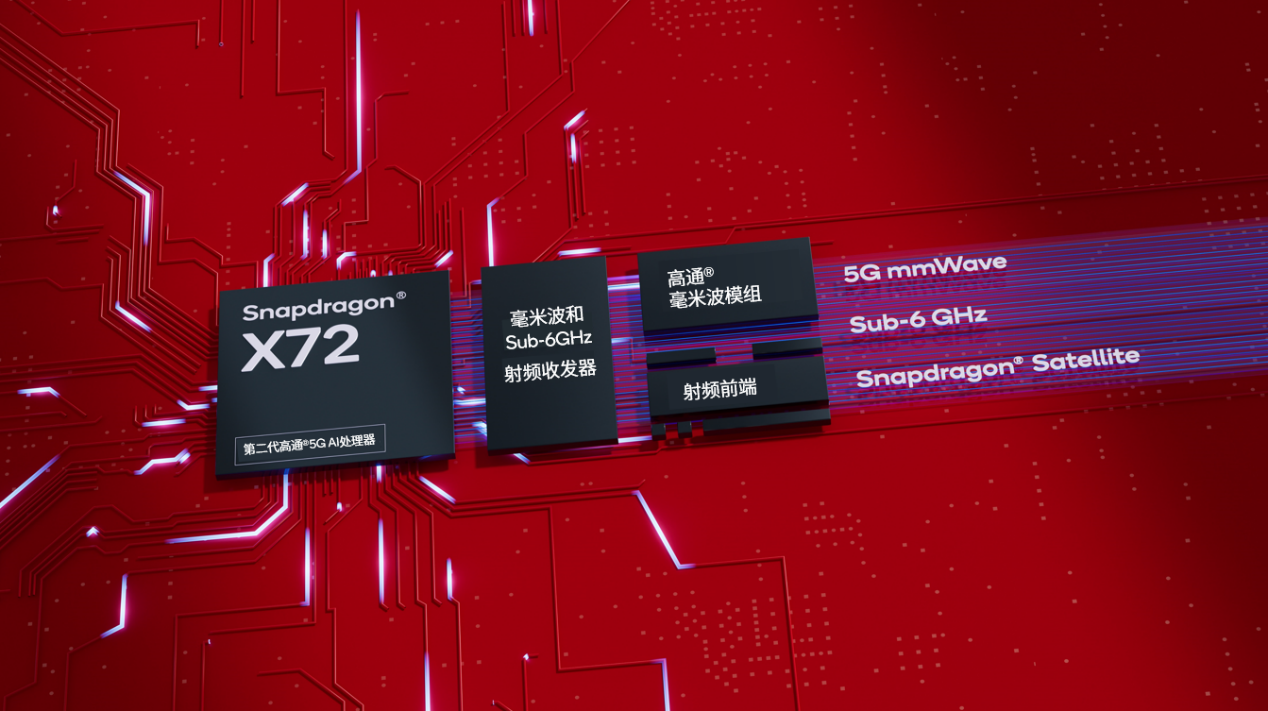 Snapdragon®
X72
第二代高通®5G AI处理器
毫米波和
Sub-6GHz
射频收发器
高通®
毫米波模组
射频前端
5G mmWave
Sub-6 GHz
Snapdragon® Satellite